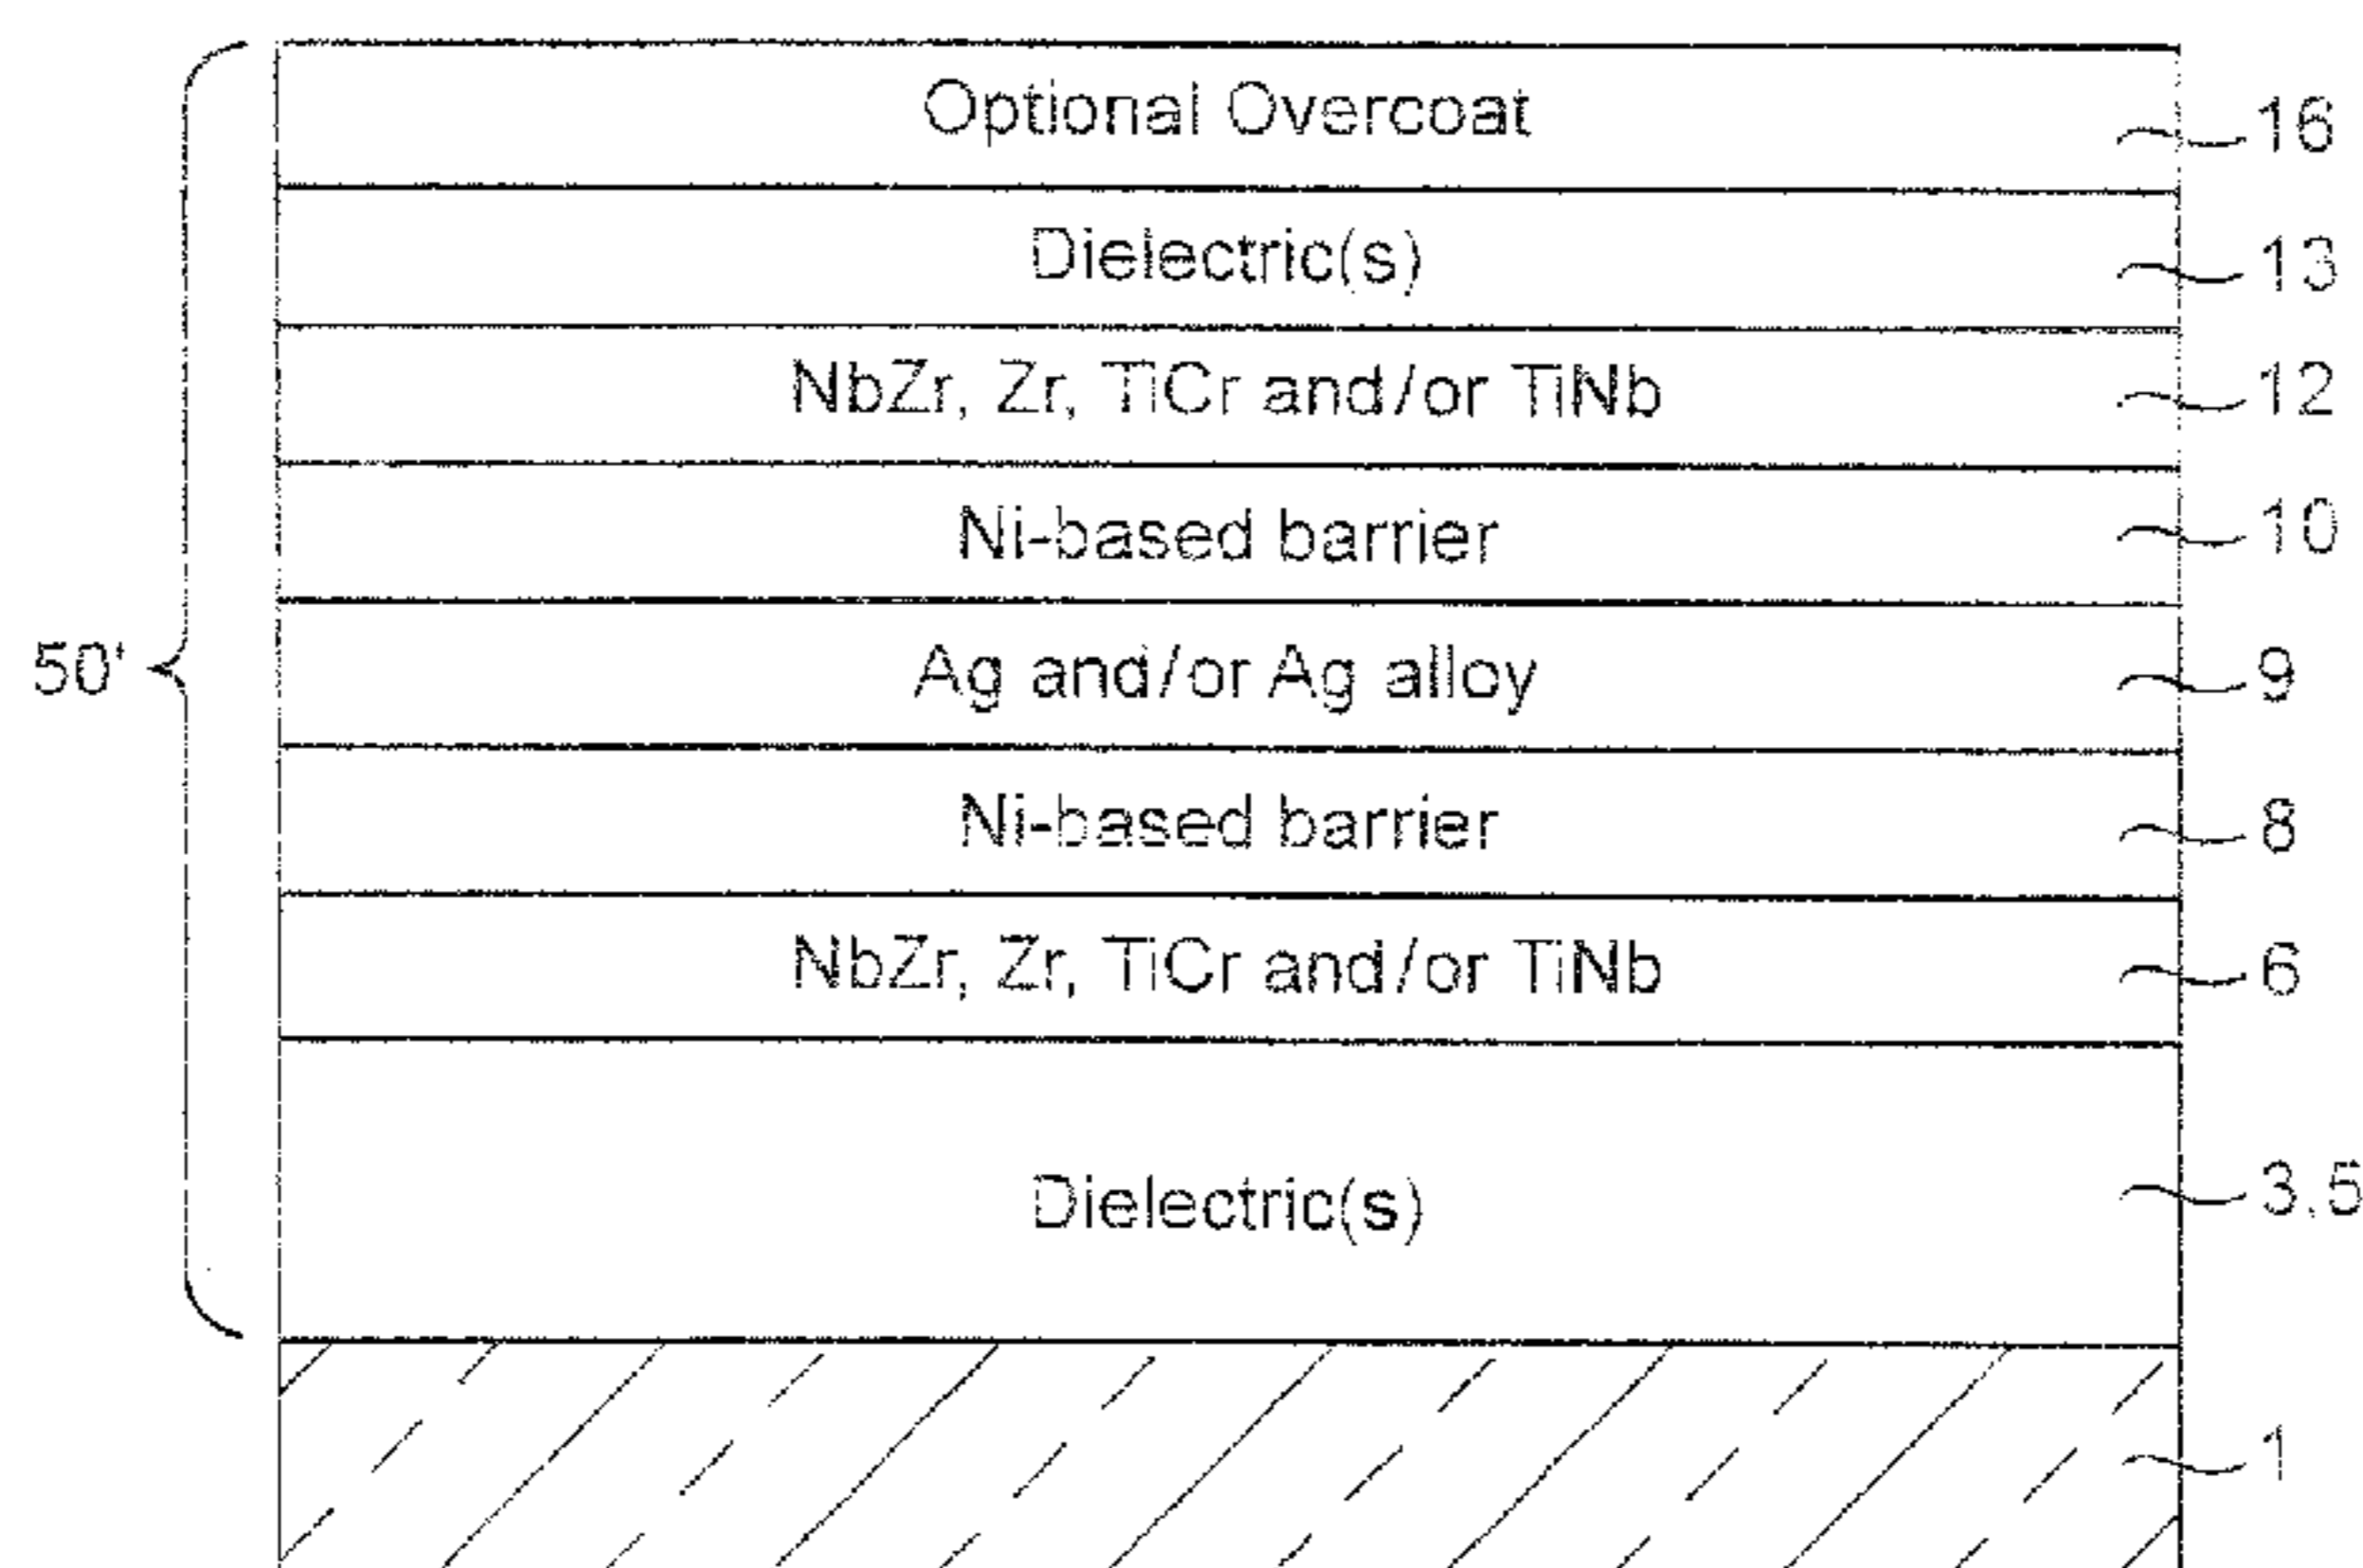 Optional Overcoat 16
Dielectric(s) 13
NbZr, Zr, TiCr and/or TiNb 12
Ni-based barrier 10
Ag and/or Ag alloy 9
50'
Ni-based barrier 8
NbZr, Zr, TiCr and/or TiNb 6
Dielectric(s) 3,5
1